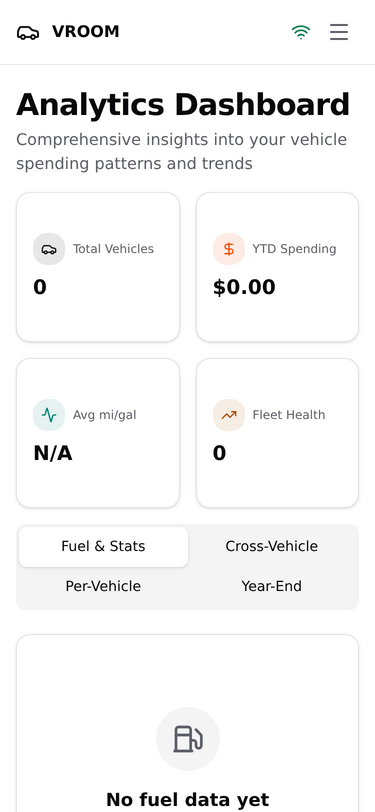 VROOM
Analytics Dashboard
Comprehensive insights into your vehicle
spending patterns and trends
Total Vehicles
0
YTD Spending
$0.00
Avg mi/gal
N/A
Fleet Health
0
Fuel & Stats
Cross-Vehicle
Per-Vehicle
Year-End
No fuel data yet